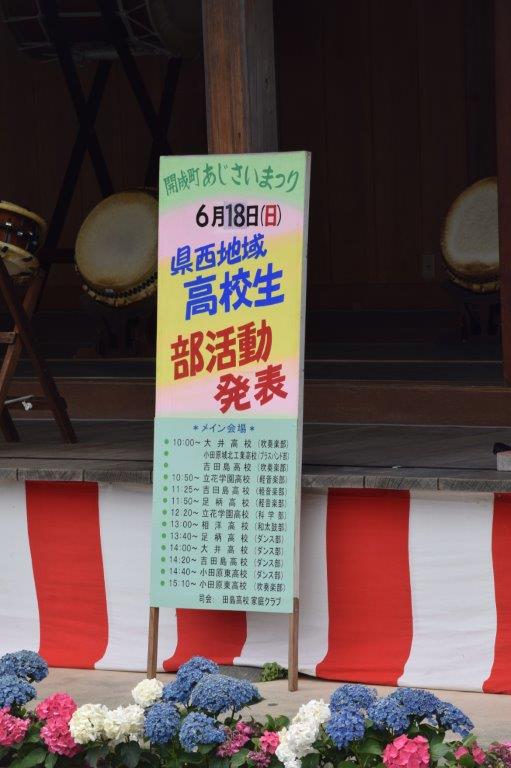 開成町あじさいまつり
6月18日(日)
県西地域
高校生
部活動
発表
＊メイン会場＊
●10:00～ 大井高校(吹奏楽部)
● 小田原城北工業高校(ブラスバンド部)
● 吉田島高校(吹奏楽部)
●10:50～立花学園高校(軽音楽部)
●11:25～吉田島高校(軽音楽部)
●11:50～足柄高校(軽音楽部)
●12:20～立花学園高校(科学部)
●13:00～相洋高校(和太鼓部)
●13:40～足柄高校(ダンス部)
●14:00～大井高校(ダンス部)
●14:20～吉田島高校(ダンス部)
●14:40～小田原東高校(ダンス部)
●15:10～小田原東高校(吹奏楽部)
司会: 田島高校 家庭クラブ